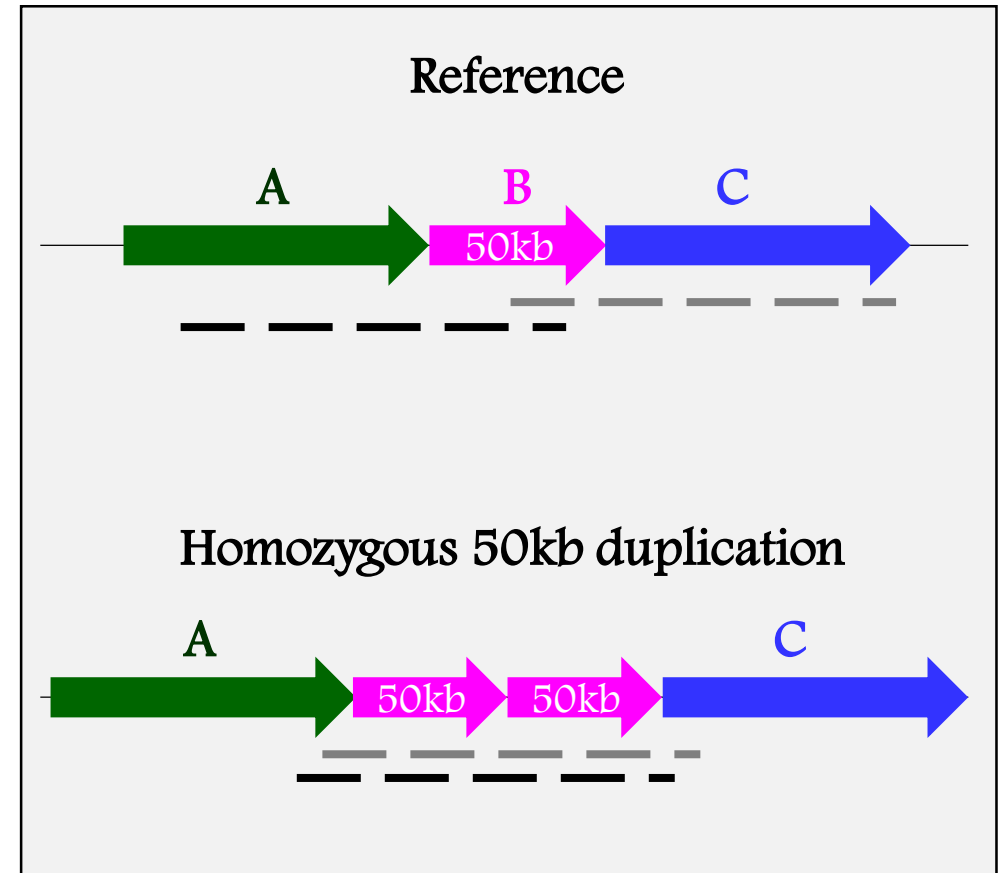 Reference
A B C
50kb
Homozygous 50kb duplication
A C
50kb 50kb